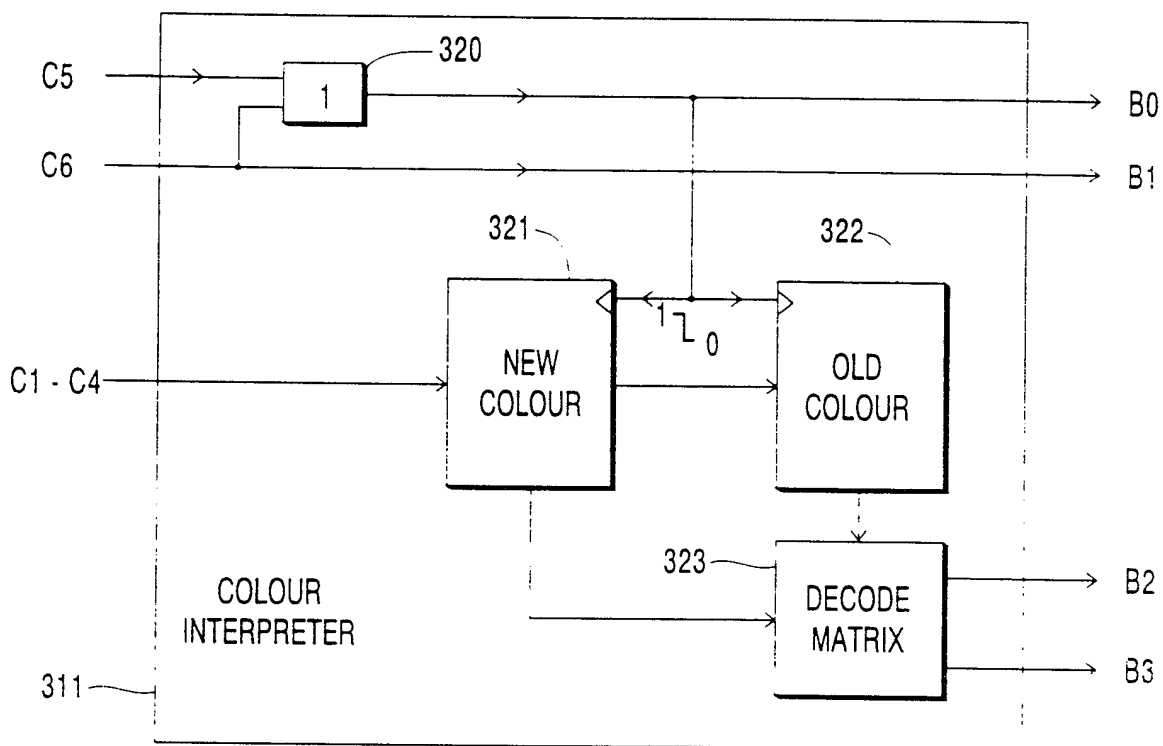 320
C5
1
B0
C6
B1
321
322
1
0
C1 - C4
NEW
COLOUR
OLD
COLOUR
323
COLOUR
INTERPRETER
DECODE
MATRIX
B2
B3
311